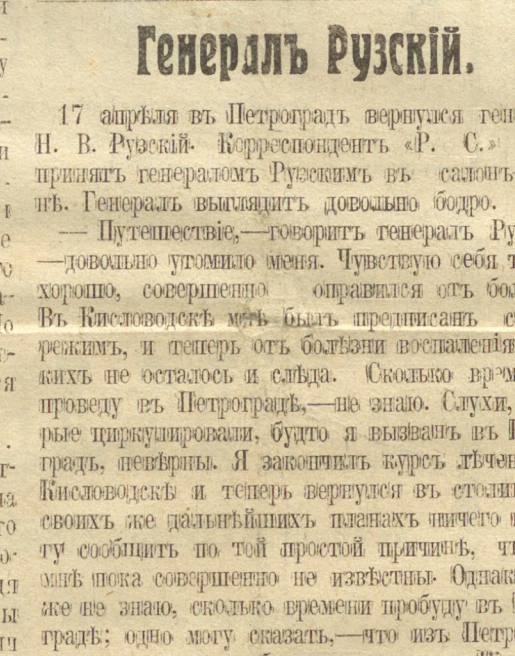 Генералъ Рузскій.
17 апрѣля въ Петроградъ вернулся ген
Н. В. Рузскій. Корреспондентъ «Р. С.»
принятъ генераломъ Рузскимъ въ салонъ-
нѣ. Генералъ выглядитъ довольно бодро.
— Путешествіе,—говоритъ генералъ Ру
—довольно утомило меня. Чувствую себя т
хорошо, совершенно оправился отъ бол
Въ Кисловодскѣ мнѣ былъ предписан с
режимъ, и теперь отъ болѣзни воспаленія
кихъ не осталось и слѣда. Сколько врем
проведу въ Петроградѣ,—не знаю. Слухи,
рые циркулировали, будто я вызванъ въ
градъ, невѣрны. Я закончилъ курсъ лѣчен
Кисловодскѣ и теперь вернулся въ столи
своихъ же дальнѣйшихъ планахъ ничего
гу сообщить по той простой причинѣ, чт
мнѣ пока совершенно не извѣстны. Однак
же не знаю, сколько времени пробуду въ
градѣ; одно могу сказать,—что изъ Петр